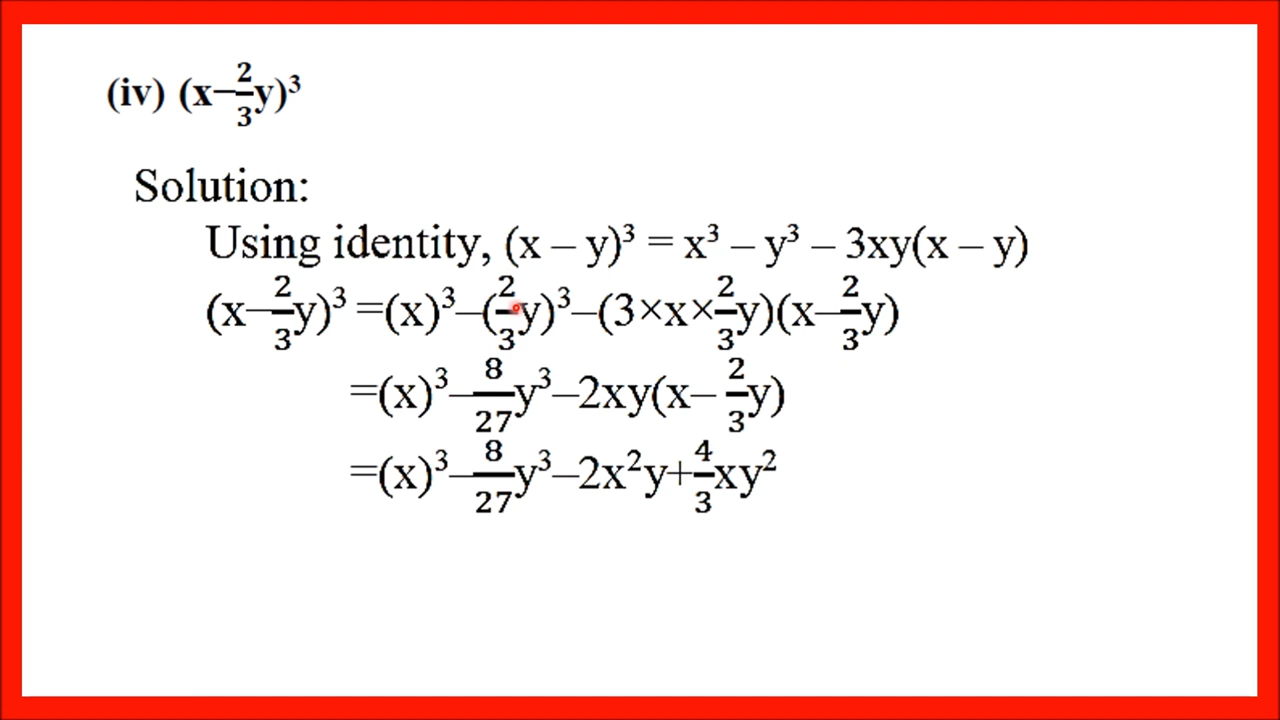 (iv) (x–2/3y)³
Solution:
Using identity, (x – y)³ = x³ – y³ – 3xy(x – y)
(x–2/3y)³ =(x)³–(2/3y)³–(3×x×2/3y)(x–2/3y)
=(x)³–8/27y³–2xy(x– 2/3y)
=(x)³–8/27y³–2x²y+4/3xy²